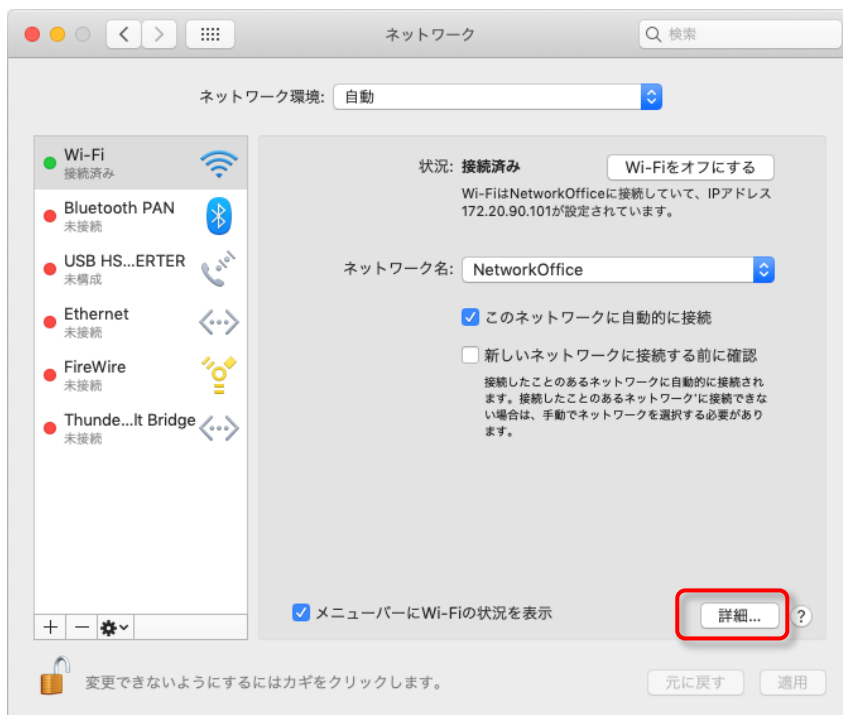 ネットワーク
検索
ネットワーク環境: 自動
Wi-Fi
接続済み
Bluetooth PAN
未接続
USB HS...ERTER
未構成
Ethernet
未接続
FireWire
未接続
Thunde...lt Bridge
未接続
状況: 接続済み
Wi-Fiをオフにする
Wi-FiはNetworkOfficeに接続していて、IPアドレス
172.20.90.101が設定されています。
ネットワーク名: NetworkOffice
このネットワークに自動的に接続
新しいネットワークに接続する前に確認
接続したことのあるネットワークに自動的に接続され
ます。接続したことのあるネットワーク'に接続できな
い場合は、手動でネットワークを選択する必要があり
ます。
メニューバーにWi-Fiの状況を表示
詳細...
?
変更できないようにするにはカギをクリックします。
元に戻す
適用